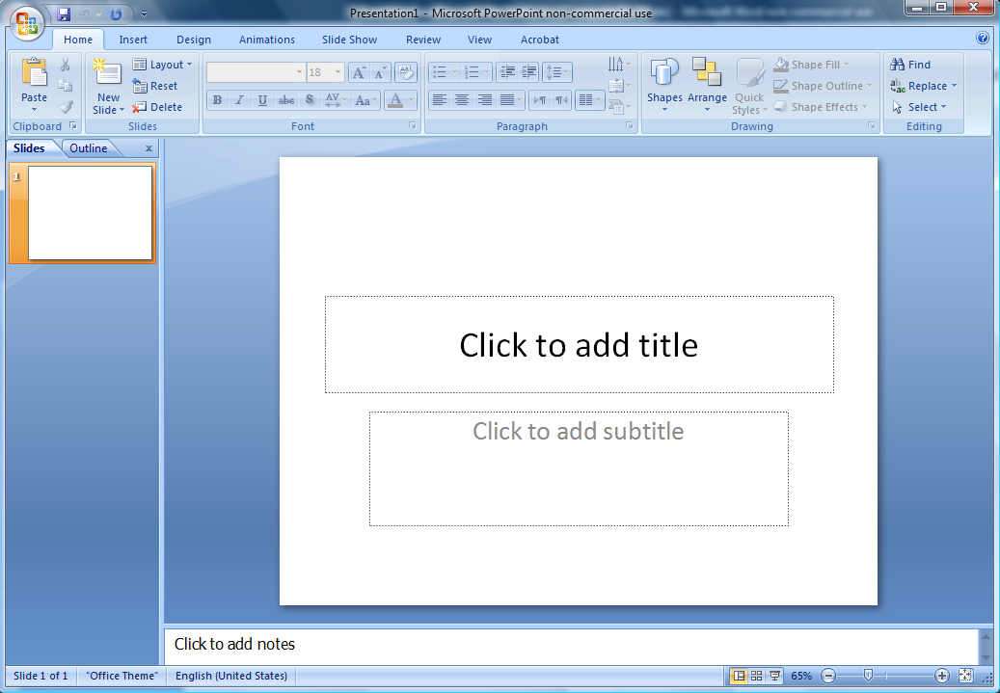 Presentation1 - Microsoft PowerPoint non-commercial use
Home Insert Design Animations Slide Show Review View Acrobat
Paste
Clipboard
New
Slide
Layout
Reset
Delete
Slides
18
B I U abc S AV Aa A
Font
Paragraph
Shapes Arrange Quick
Styles
Shape Fill
Shape Outline
Shape Effects
Drawing
Find
Replace
Select
Editing
Slides Outline x
1
Click to add title
Click to add subtitle
Click to add notes
Slide 1 of 1 "Office Theme" English (United States) 65%